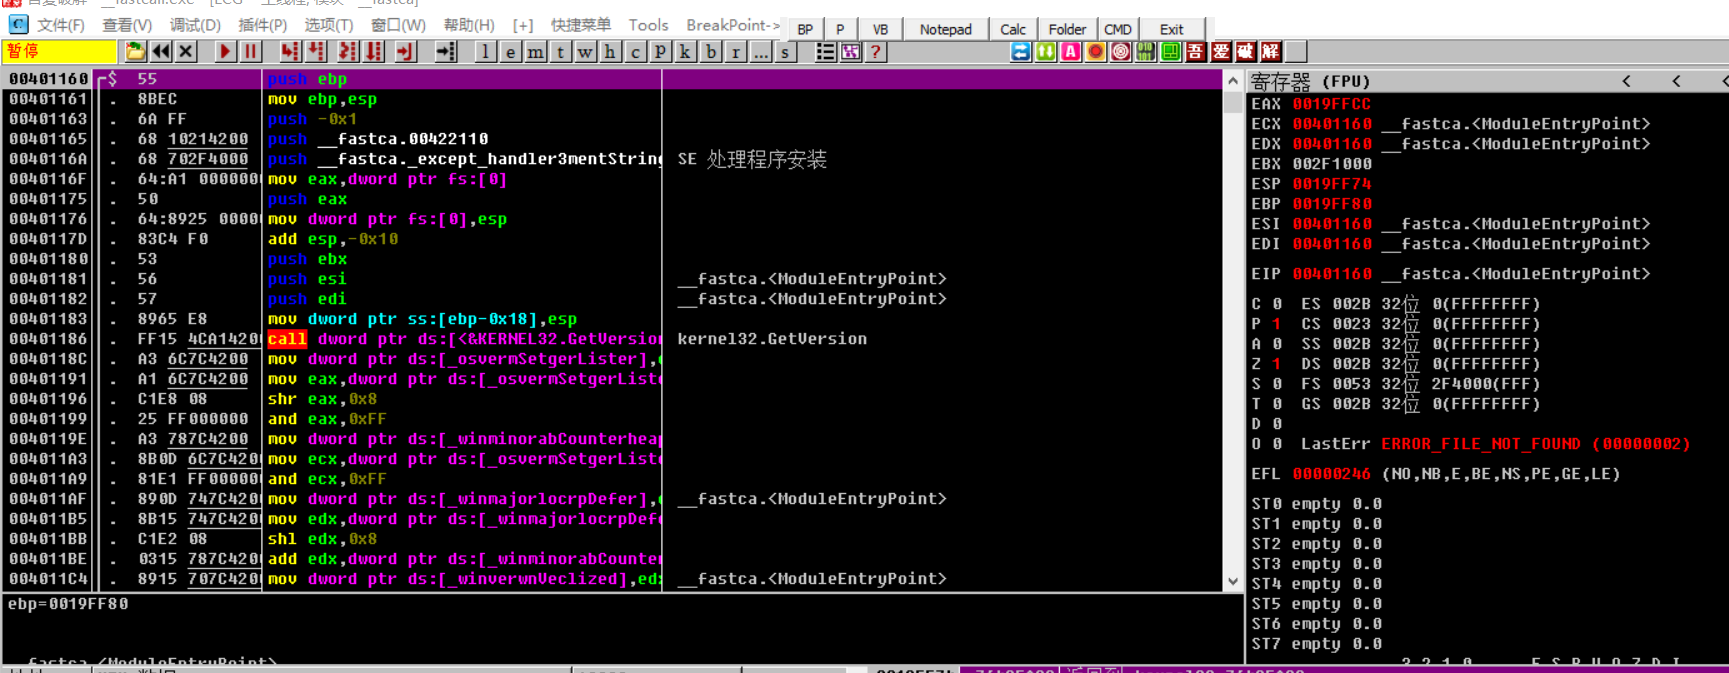 文件(F) 查看(V) 调试(D) 插件(P) 选项(T) 窗口(W) 帮助(H) [+] 快捷菜单 Tools BreakPoint-> BP P VB Notepad Calc Folder CMD Exit
暂停 l e m t w h c P k b r ... s ? A 吾 爱 破 解
00401160 $ 55 push ebp
00401161 . 8BEC mov ebp,esp
00401163 . 6A FF push -0x1
00401165 . 68 10214200 push __fastca.00422110
0040116A . 68 702F4000 push __fastca._except_handler3mentString SE 处理程序安装
0040116F . 64:A1 0000000 mov eax,dword ptr fs:[0]
00401175 . 50 push eax
00401176 . 64:8925 0000 mov dword ptr fs:[0],esp
0040117D . 83C4 F0 add esp,-0x10
00401180 . 53 push ebx
00401181 . 56 push esi __fastca.<ModuleEntryPoint>
00401182 . 57 push edi __fastca.<ModuleEntryPoint>
00401183 . 8965 E8 mov dword ptr ss:[ebp-0x18],esp
00401186 . FF15 4CA14200 call dword ptr ds:[<&KERNEL32.GetVersion kernel32.GetVersion
0040118C . A3 6C7C4200 mov dword ptr ds:[_osvermSetgerLister],
00401191 . A1 6C7C4200 mov eax,dword ptr ds:[_osvermSetgerListe
00401196 . C1E8 08 shr eax,0x8
00401199 . 25 FF000000 and eax,0xFF
0040119E . A3 787C4200 mov dword ptr ds:[_winminorabCounterheap
004011A3 . 8B0D 6C7C420 mov ecx,dword ptr ds:[_osvermSetgerListe
004011A9 . 81E1 FF00000 and ecx,0xFF
004011AF . 890D 747C420 mov dword ptr ds:[_winmajorlocrpDefer], __fastca.<ModuleEntryPoint>
004011B5 . 8B15 747C420 mov edx,dword ptr ds:[_winmajorlocrpDefe
004011BB . C1E2 08 shl edx,0x8
004011BE . 0315 787C420 add edx,dword ptr ds:[_winminorabCounter
004011C4 . 8915 707C420 mov dword ptr ds:[_winverwnVeclized],edx __fastca.<ModuleEntryPoint>
ebp=0019FF80
寄存器 (FPU) < < <
EAX 0019FFCC
ECX 00401160 __fastca.<ModuleEntryPoint>
EDX 00401160 __fastca.<ModuleEntryPoint>
EBX 002F1000
ESP 0019FF74
EBP 0019FF80
ESI 00401160 __fastca.<ModuleEntryPoint>
EDI 00401160 __fastca.<ModuleEntryPoint>
EIP 00401160 __fastca.<ModuleEntryPoint>
C 0 ES 002B 32位 0(FFFFFFFF)
P 1 CS 0023 32位 0(FFFFFFFF)
A 0 SS 002B 32位 0(FFFFFFFF)
Z 1 DS 002B 32位 0(FFFFFFFF)
S 0 FS 0053 32位 2F4000(FFF)
T 0 GS 002B 32位 0(FFFFFFFF)
D 0
O 0 LastErr ERROR_FILE_NOT_FOUND (00000002)
EFL 00000246 (NO,NB,E,BE,NS,PE,GE,LE)
ST0 empty 0.0
ST1 empty 0.0
ST2 empty 0.0
ST3 empty 0.0
ST4 empty 0.0
ST5 empty 0.0
ST6 empty 0.0
ST7 empty 0.0
3 2 1 0 E S P U O Z D I